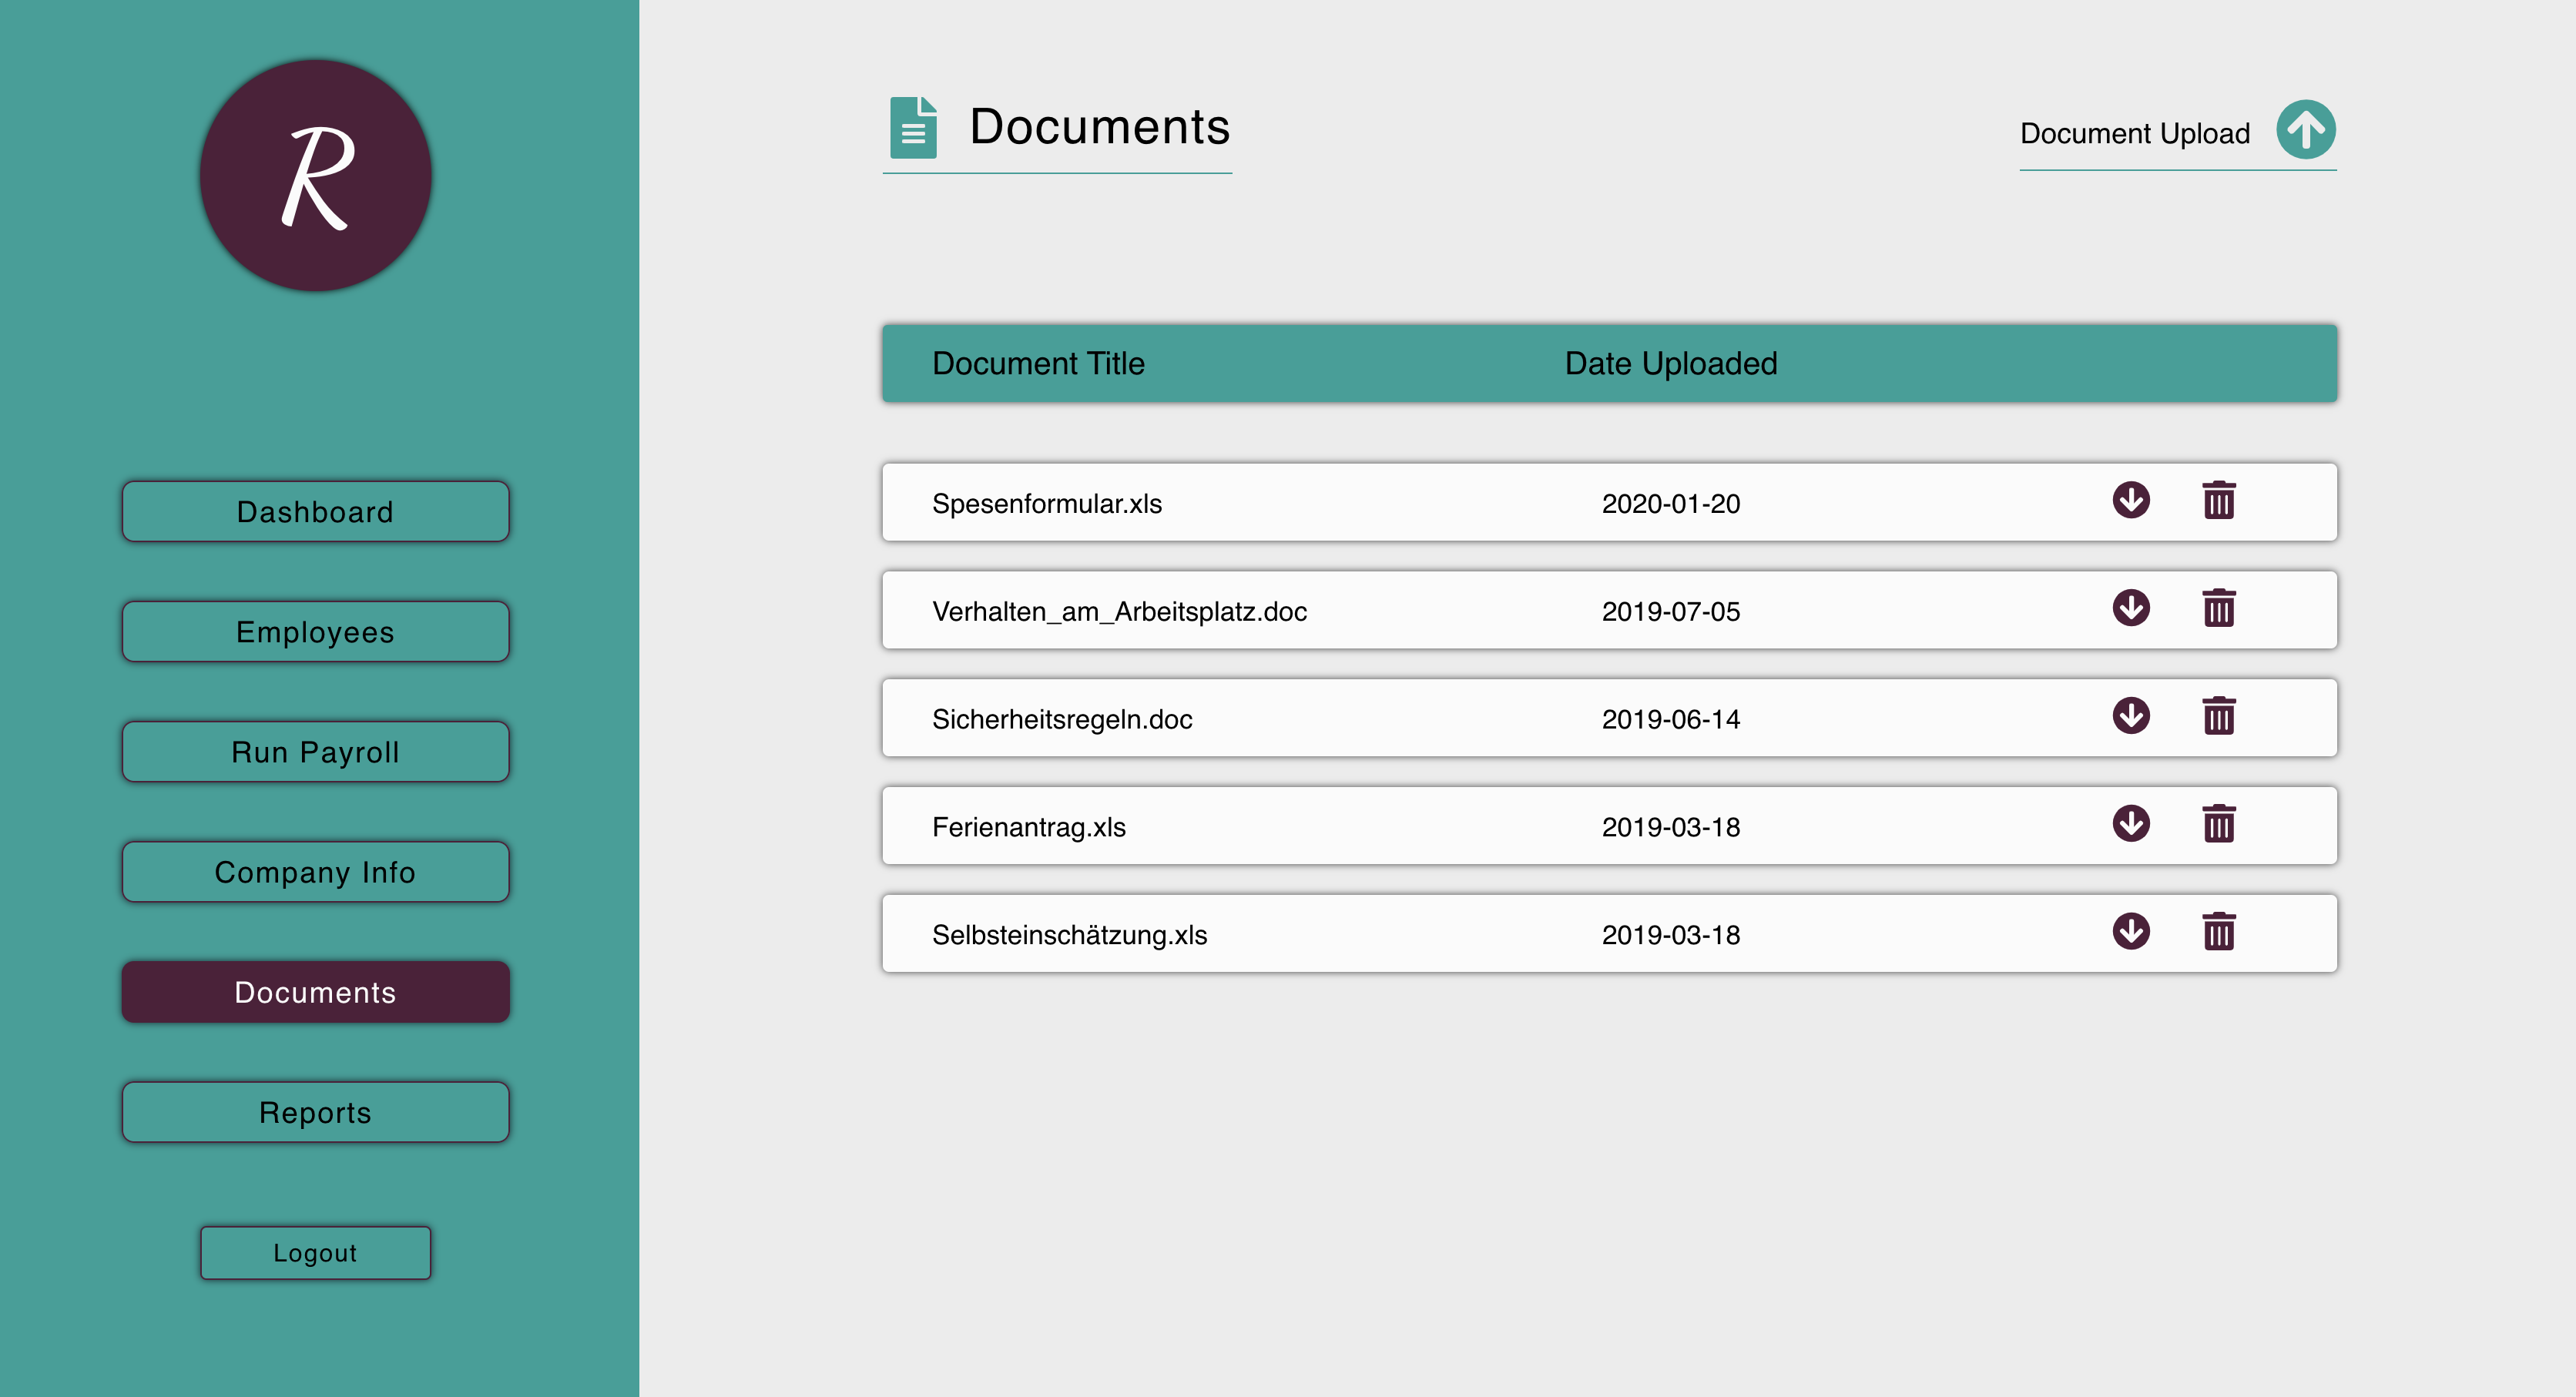 R
Dashboard
Employees
Run Payroll
Company Info
Documents
Reports
Logout
Documents
Document Upload
Document Title Date Uploaded
Spesenformular.xls 2020-01-20
Verhalten_am_Arbeitsplatz.doc 2019-07-05
Sicherheitsregeln.doc 2019-06-14
Ferienantrag.xls 2019-03-18
Selbsteinschätzung.xls 2019-03-18